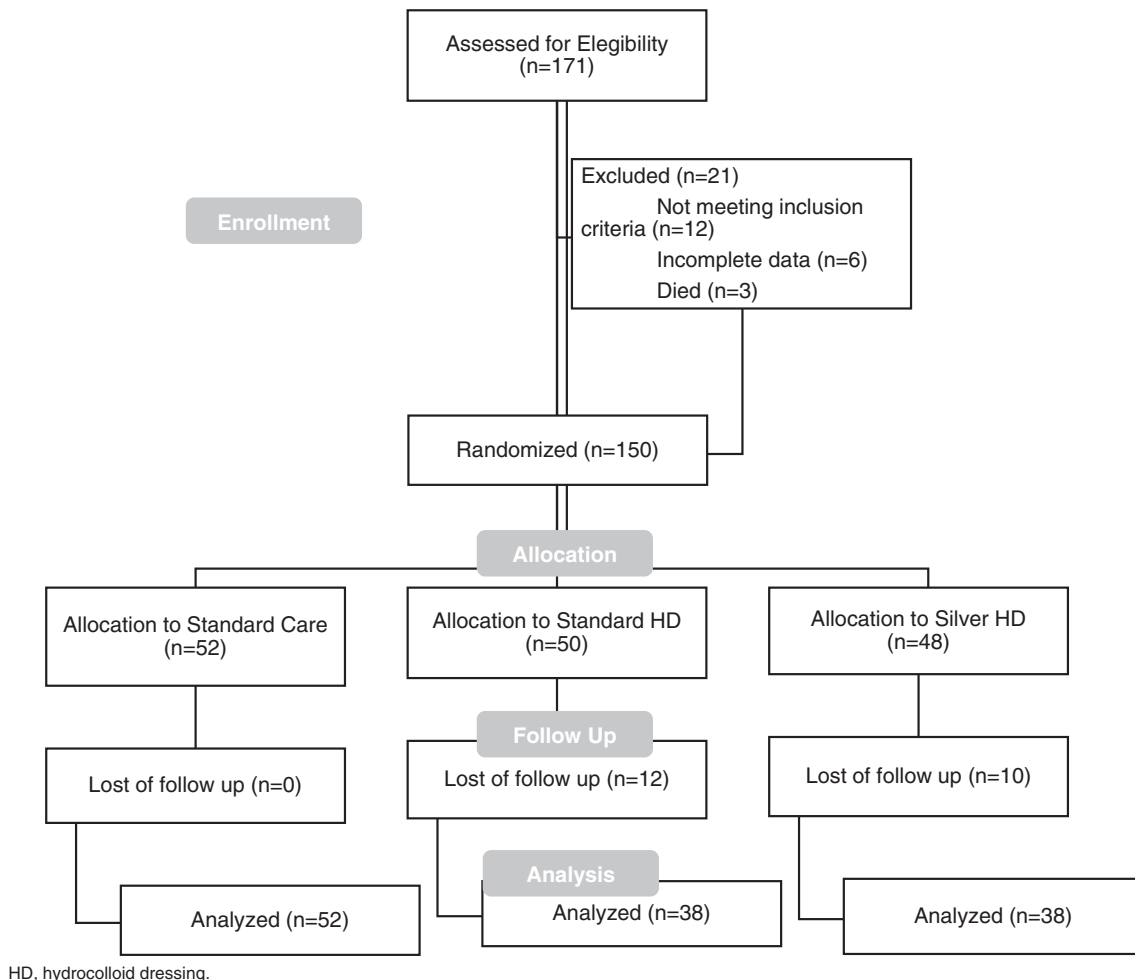 Assessed for Elegibility
(n=171)
Excluded (n=21)
Not meeting inclusion
criteria (n=12)
Incomplete data (n=6)
Died (n=3)
Enrollment
Randomized (n=150)
Allocation
Allocation to Standard Care
(n=52)
Allocation to Standard HD
(n=50)
Allocation to Silver HD
(n=48)
Follow Up
Lost of follow up (n=0)
Lost of follow up (n=12)
Lost of follow up (n=10)
Analysis
Analyzed (n=52)
Analyzed (n=38)
Analyzed (n=38)
HD, hydrocolloid dressing.